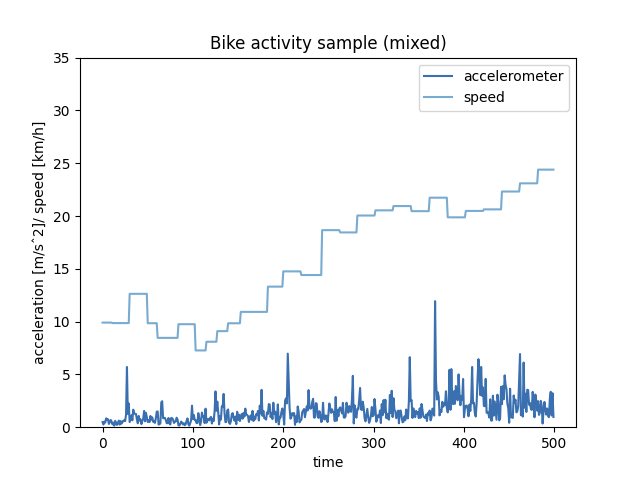 Bike activity sample (mixed)
35
30
25
20
15
10
5
0
acceleration [m/s^2]/ speed [km/h]
accelerometer
speed
0
100
200
300
400
500
time